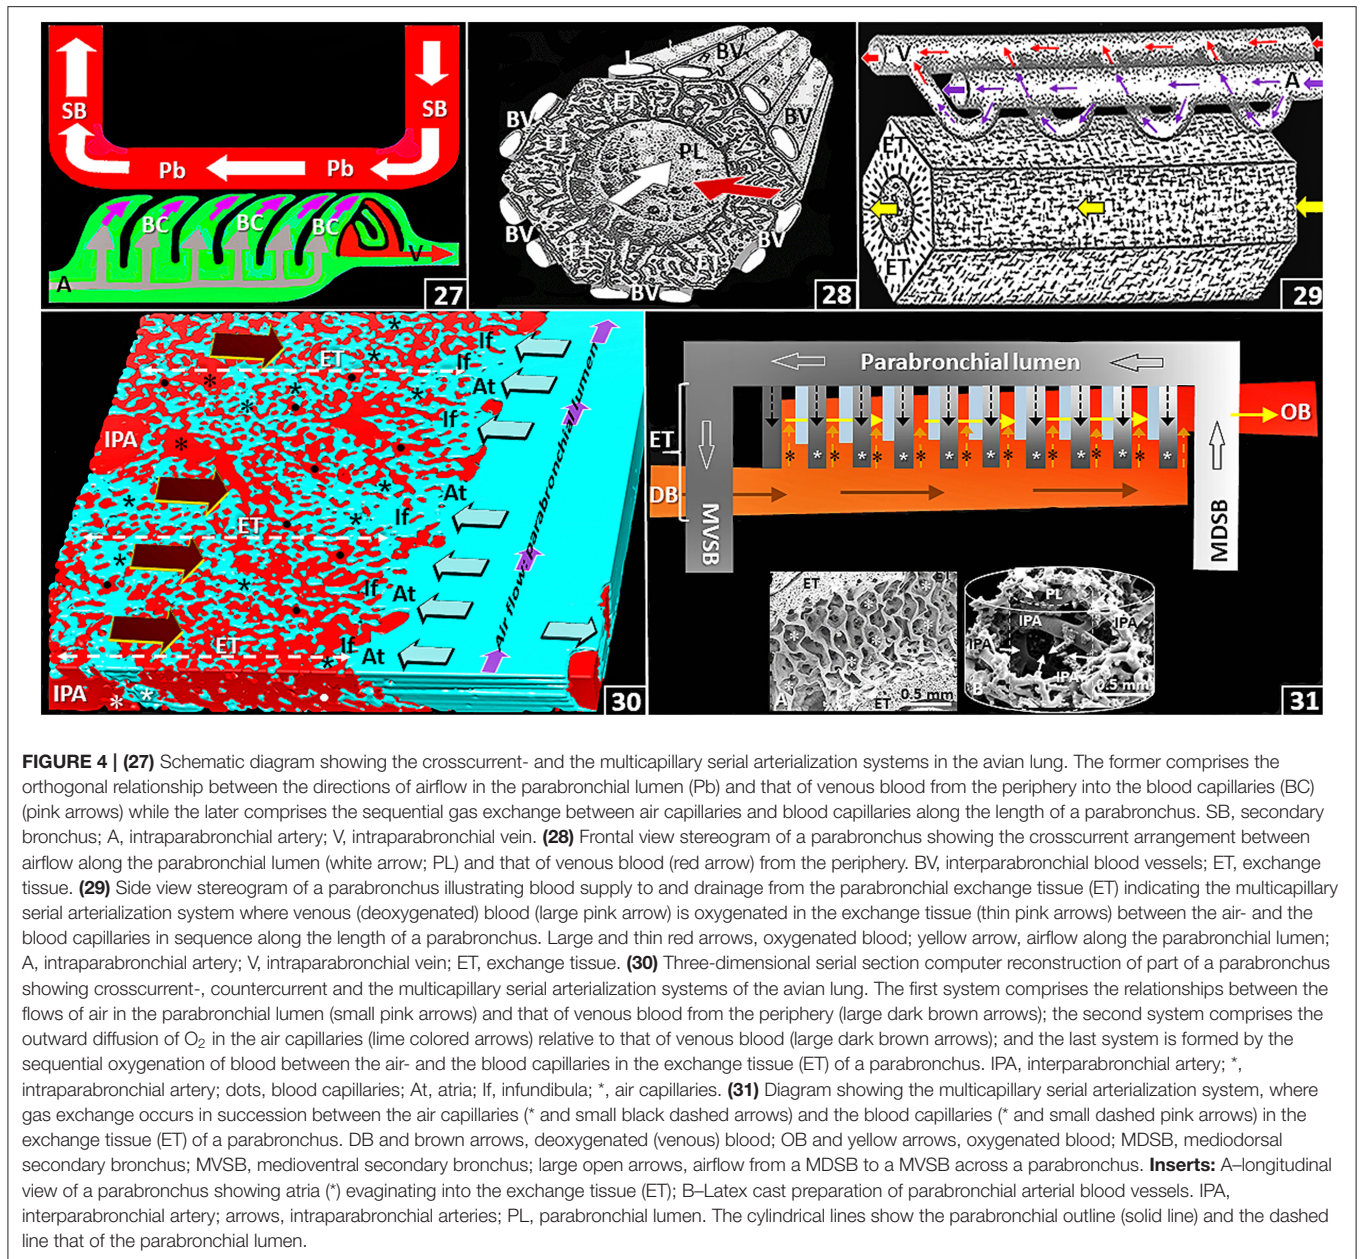 SB
SB
Pb
Pb
BC
BC
BC
A
V
27
BV
BV
BV
BV
BV
BV
BV
ET
ET
ET
ET
PL
28
V
A
ET
ET
29
ET
If
If
At
If
IPA
At
If
ET
If
At
ET
If
At
IPA
Air flow: parabronchial lumen
30
Parabronchial lumen
ET
DB
OB
MVSB
MDSB
ET
A
ET
0.5 mm
PL
IPA
IPA
IPA
IPA
B
0.5 mm
31
FIGURE 4 | (27) Schematic diagram showing the crosscurrent- and the multicapillary serial arterialization systems in the avian lung. The former comprises the
orthogonal relationship between the directions of airflow in the parabronchial lumen (Pb) and that of venous blood from the periphery into the blood capillaries (BC)
(pink arrows) while the later comprises the sequential gas exchange between air capillaries and blood capillaries along the length of a parabronchus. SB, secondary
bronchus; A, intraparabronchial artery; V, intraparabronchial vein. (28) Frontal view stereogram of a parabronchus showing the crosscurrent arrangement between
airflow along the parabronchial lumen (white arrow; PL) and that of venous blood (red arrow) from the periphery. BV, interparabronchial blood vessels; ET, exchange
tissue. (29) Side view stereogram of a parabronchus illustrating blood supply to and drainage from the parabronchial exchange tissue (ET) indicating the multicapillary
serial arterialization system where venous (deoxygenated) blood (large pink arrow) is oxygenated in the exchange tissue (thin pink arrows) between the air- and the
blood capillaries in sequence along the length of a parabronchus. Large and thin red arrows, oxygenated blood; yellow arrow, airflow along the parabronchial lumen;
A, intraparabronchial artery; V, intraparabronchial vein; ET, exchange tissue. (30) Three-dimensional serial section computer reconstruction of part of a parabronchus
showing crosscurrent-, countercurrent and the multicapillary serial arterialization systems of the avian lung. The first system comprises the relationships between the
flows of air in the parabronchial lumen (small pink arrows) and that of venous blood from the periphery (large dark brown arrows); the second system comprises the
outward diffusion of O₂ in the air capillaries (lime colored arrows) relative to that of venous blood (large dark brown arrows); and the last system is formed by the
sequential oxygenation of blood between the air- and the blood capillaries in the exchange tissue (ET) of a parabronchus. IPA, interparabronchial artery; *,
intraparabronchial artery; dots, blood capillaries; At, atria; If, infundibula; *, air capillaries. (31) Diagram showing the multicapillary serial arterialization system, where
gas exchange occurs in succession between the air capillaries (* and small black dashed arrows) and the blood capillaries (* and small dashed pink arrows) in the
exchange tissue (ET) of a parabronchus. DB and brown arrows, deoxygenated (venous) blood; OB and yellow arrows, oxygenated blood; MDSB, mediodorsal
secondary bronchus; MVSB, medioventral secondary bronchus; large open arrows, airflow from a MDSB to a MVSB across a parabronchus. Inserts: A–longitudinal
view of a parabronchus showing atria (*) evaginating into the exchange tissue (ET); B–Latex cast preparation of parabronchial arterial blood vessels. IPA,
interparabronchial artery; arrows, intraparabronchial arteries; PL, parabronchial lumen. The cylindrical lines show the parabronchial outline (solid line) and the dashed
line that of the parabronchial lumen.